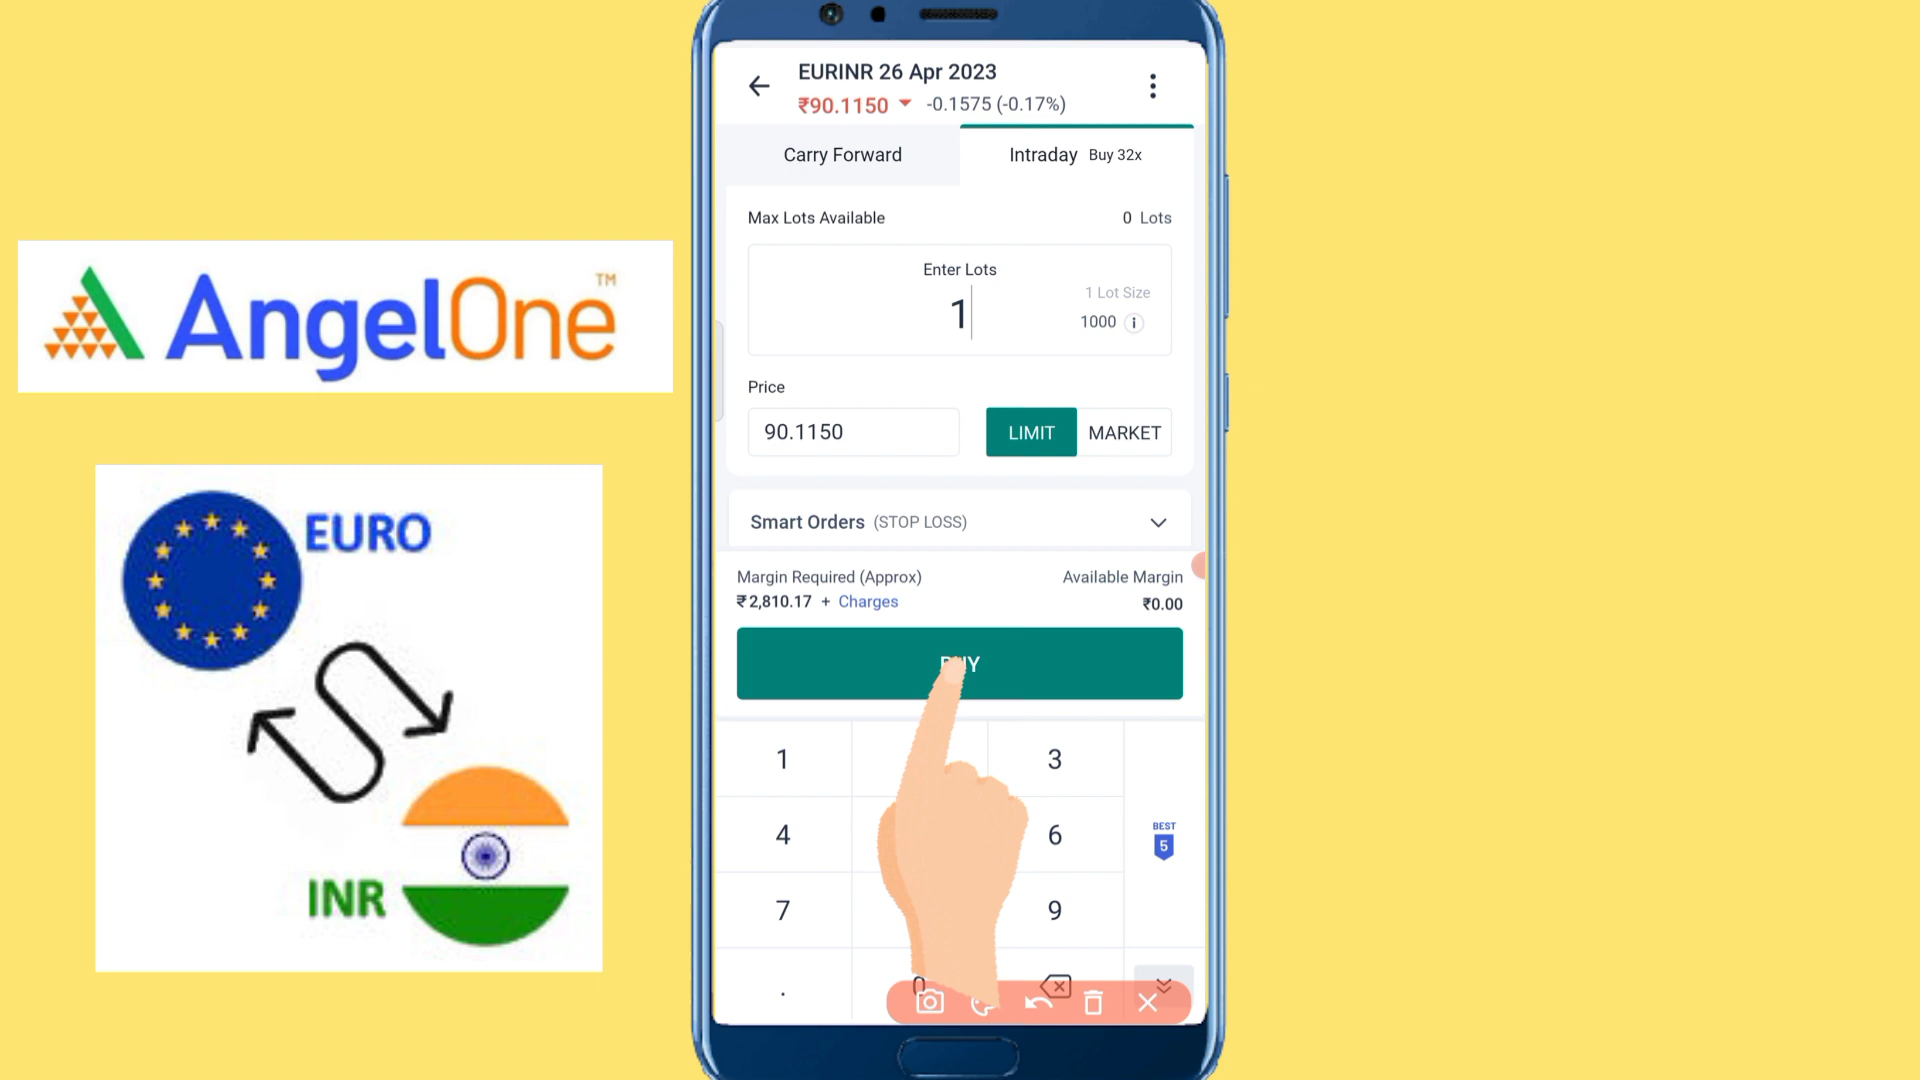 AngelOne™
EURO
INR
EURINR 26 Apr 2023
₹90.1150 -0.1575 (-0.17%)
Carry Forward
Intraday Buy 32x
Max Lots Available 0 Lots
Enter Lots
1
1 Lot Size
1000 i
Price
90.1150
LIMIT MARKET
Smart Orders (STOP LOSS)
Margin Required (Approx) Available Margin
₹2,810.17 + Charges ₹0.00
1 3
4 6
BEST
5
7 9
. 0